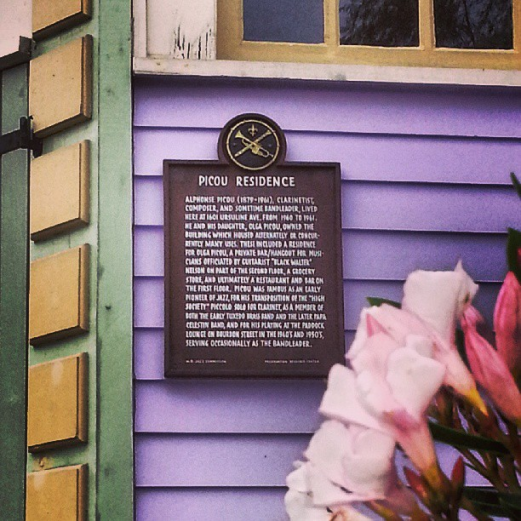 PICOU RESIDENCE
ALPHONSE PICOU (1879-1961), CLARINETIST,
COMPOSER, AND SOMETIME BANDLEADER, LIVED
HERE AT 1601 URSULINE AVE. FROM 1960 TO 1961.
HE AND HIS DAUGHTER, OLGA PICOU, OWNED THE
BUILDING WHICH HOUSED ALTERNATELY OR CONCUR-
RENTLY MANY USES. THESE INCLUDED A RESIDENCE
FOR OLGA PICOU, A PRIVATE BAR/HANGOUT FOR MUSI-
CIANS OFFICIATED BY GUITARIST "BLACK WALTER"
NELSON ON PART OF THE SECOND FLOOR, A GROCERY
STORE, AND ULTIMATELY A RESTAURANT AND BAR ON
THE FIRST FLOOR. PICOU WAS FAMOUS AS AN EARLY
PIONEER OF JAZZ, FOR HIS TRANSPOSITION OF THE "HIGH
SOCIETY" PICCOLO SOLO FOR CLARINET, AS A MEMBER OF
BOTH THE EARLY TUXEDO BRASS BAND AND THE LATER PAPA
CELESTIN BAND, AND FOR HIS PLAYING AT THE PADDOCK
LOUNGE ON BOURBON STREET IN THE 1940'S AND 1950'S,
SERVING OCCASIONALLY AS THE BANDLEADER.